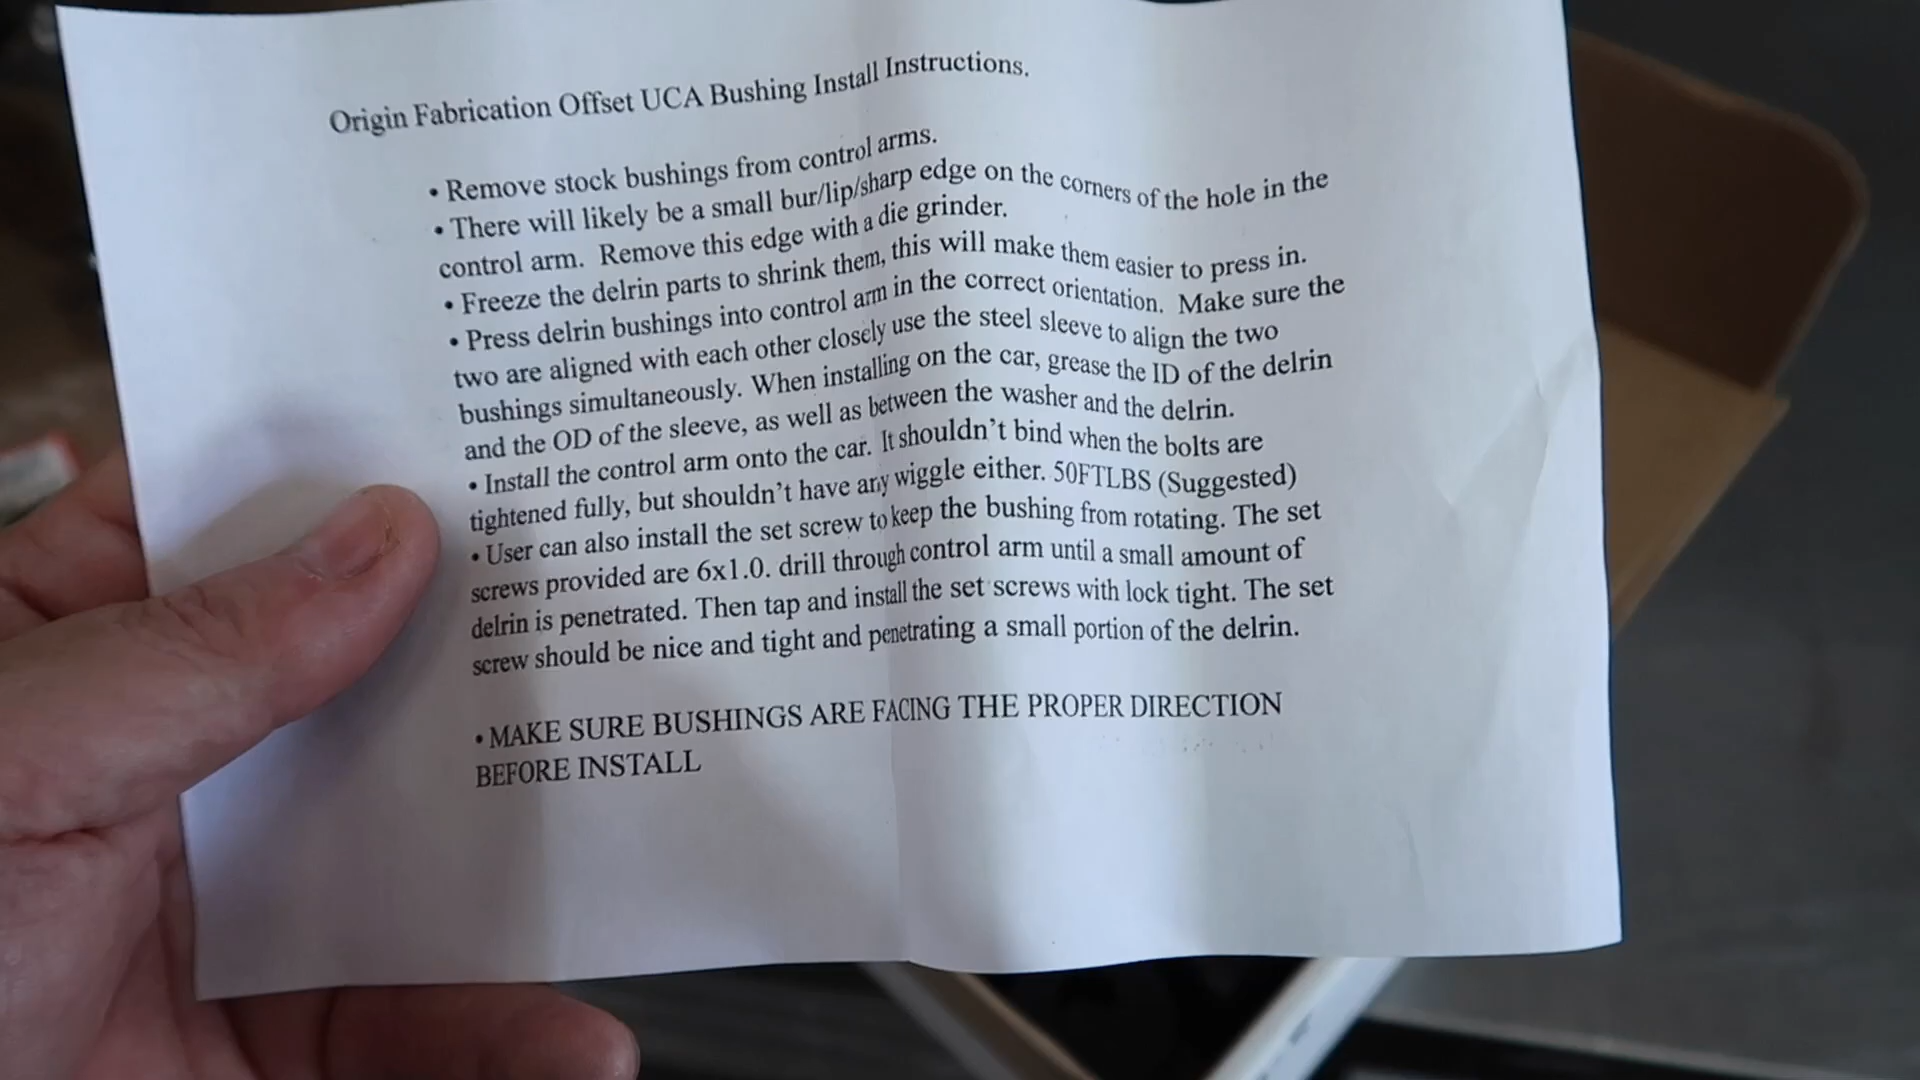 Origin Fabrication Offset UCA Bushing Install Instructions.
• Remove stock bushings from control arms.
• There will likely be a small bur/lip/sharp edge on the corners of the hole in the
control arm. Remove this edge with a die grinder.
• Freeze the delrin parts to shrink them, this will make them easier to press in.
• Press delrin bushings into control arm in the correct orientation. Make sure the
two are aligned with each other closely use the steel sleeve to align the two
bushings simultaneously. When installing on the car, grease the ID of the delrin
and the OD of the sleeve, as well as between the washer and the delrin.
• Install the control arm onto the car. It shouldn't bind when the bolts are
tightened fully, but shouldn't have any wiggle either. 50FTLBS (Suggested)
• User can also install the set screw to keep the bushing from rotating. The set
screws provided are 6x1.0. drill through control arm until a small amount of
delrin is penetrated. Then tap and install the set screws with lock tight. The set
screw should be nice and tight and penetrating a small portion of the delrin.
• MAKE SURE BUSHINGS ARE FACING THE PROPER DIRECTION
BEFORE INSTALL